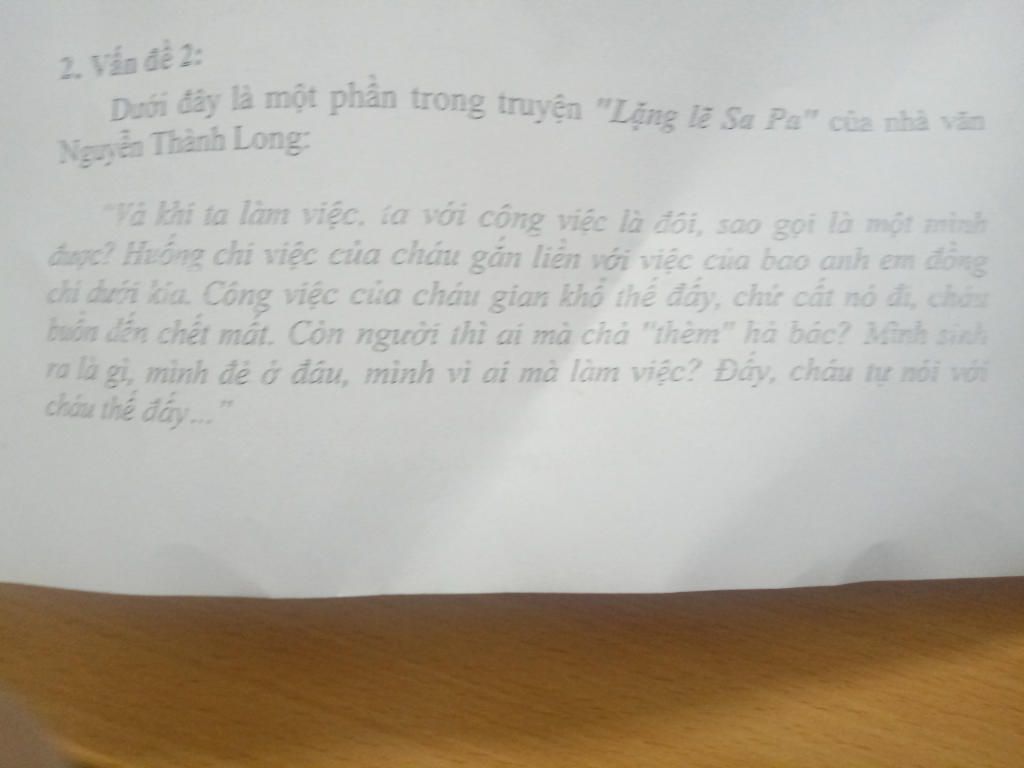 2. Vấn đề 2:
Dưới đây là một phần trong truyện "Lặng lẽ Sa Pa" của nhà văn
Nguyễn Thành Long:
"Và khi ta làm việc, ta với công việc là đôi, sao gọi là một mình
được? Huống chi việc của cháu gắn liền với việc của bao anh em đồng
chí dưới kia. Công việc của cháu gian khổ thế đấy, chứ cất nó đi, cháu
buồn đến chết mất. Còn người thì ai mà chả "thèm" hả bác? Mình sinh
ra là gì, mình đẻ ở đâu, mình vì ai mà làm việc? Đấy, cháu tự nói với
cháu thế đấy..."